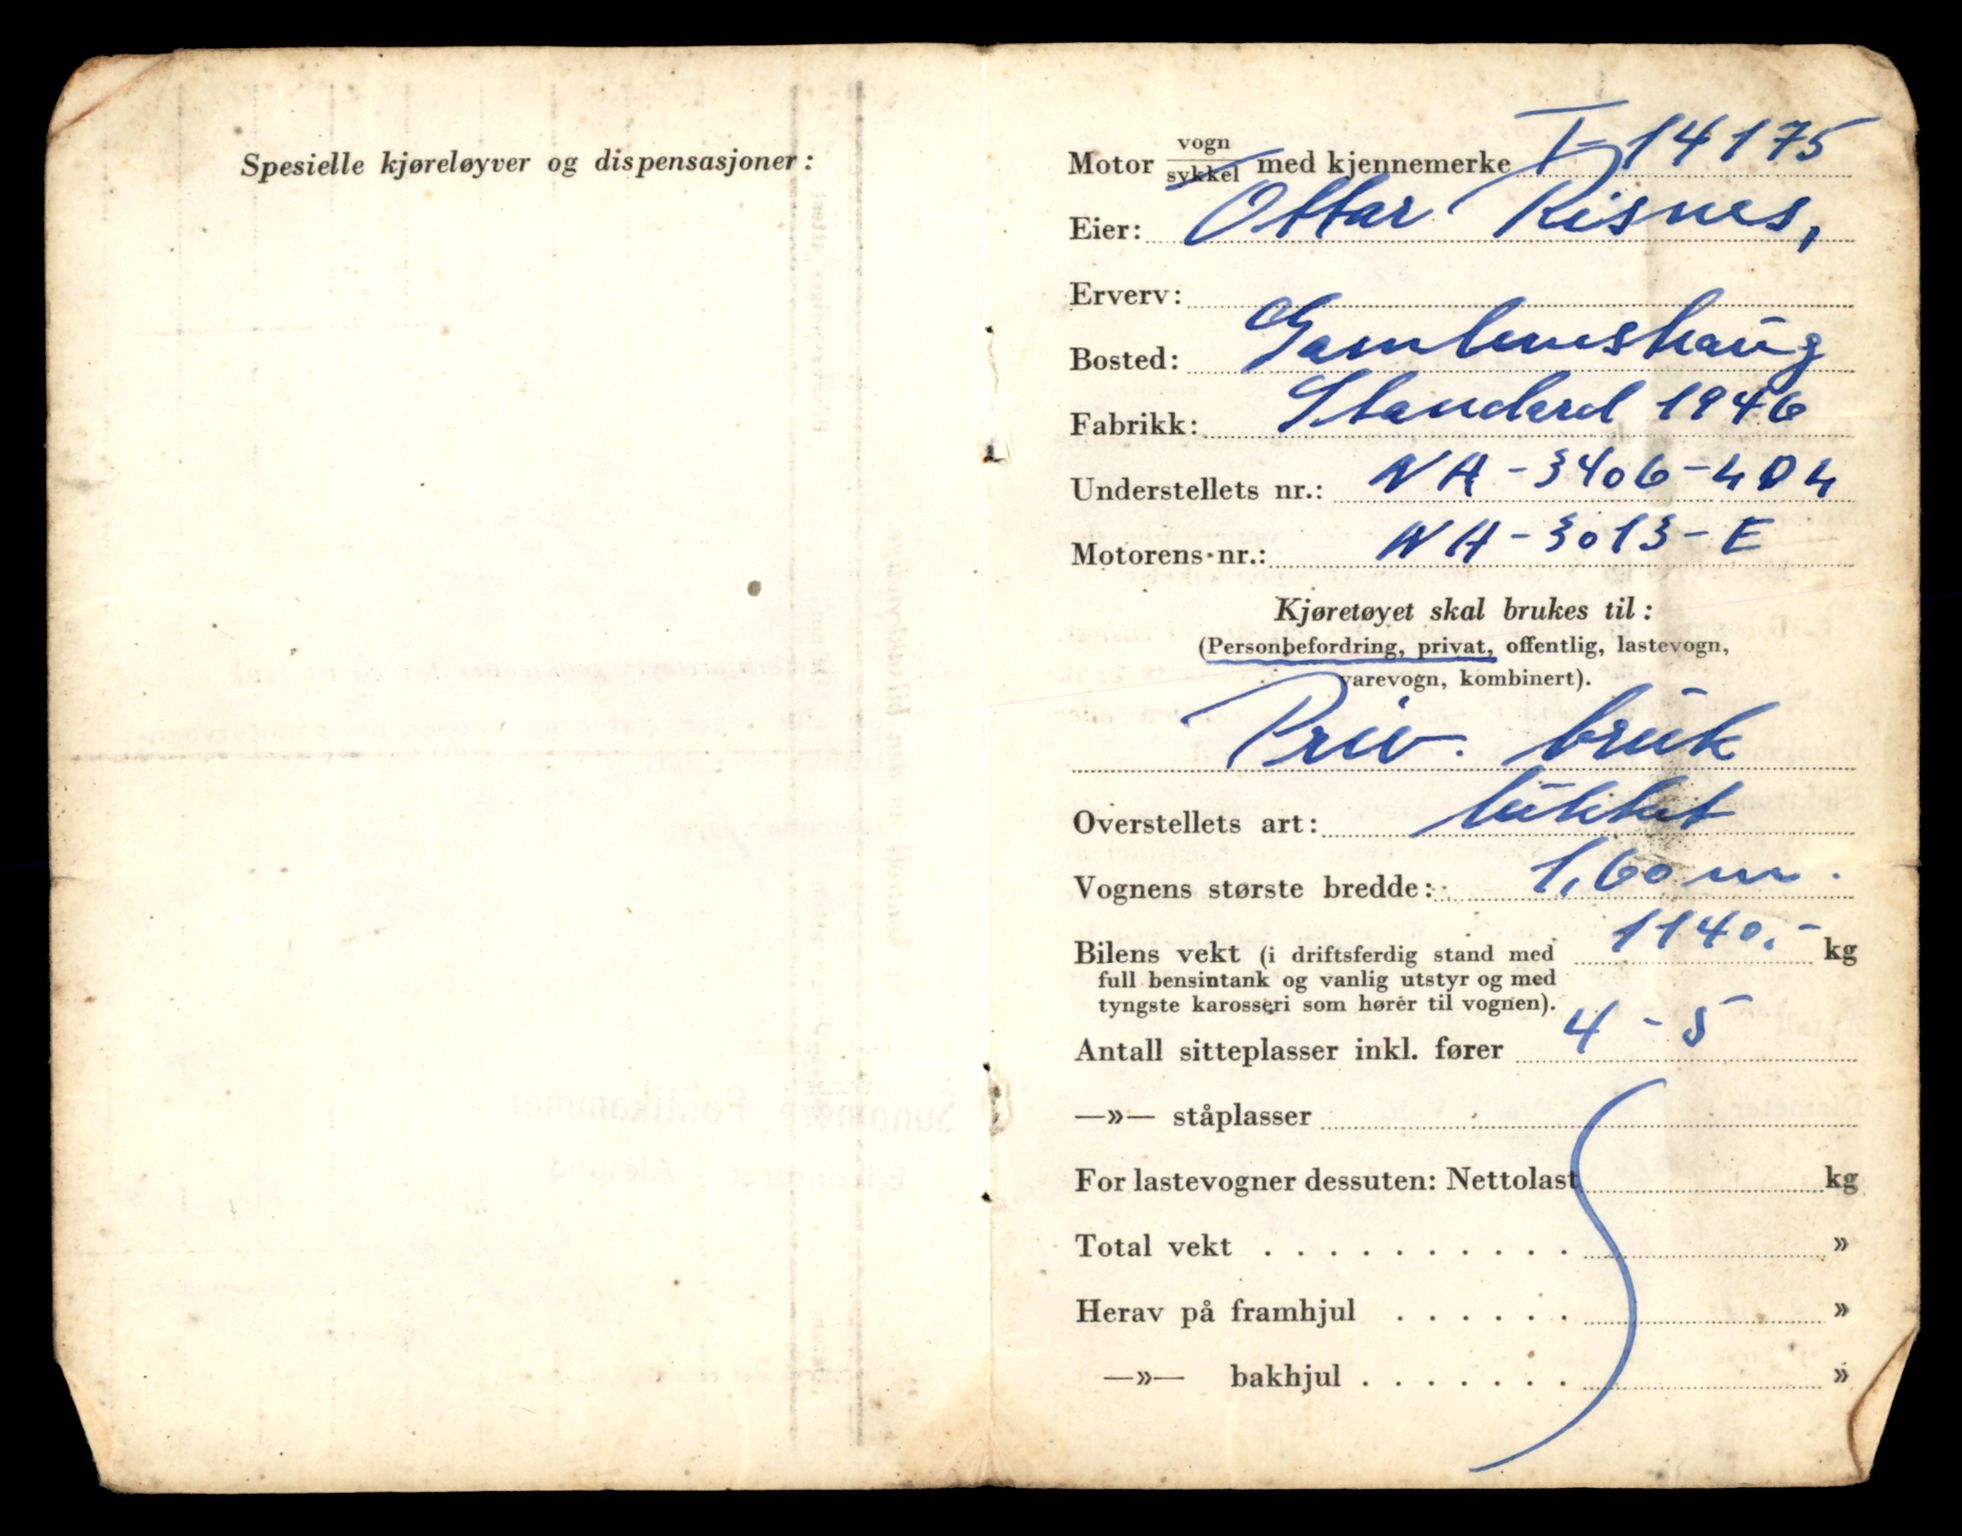 Spesielle kjøreløyver og dispensasjoner:
Motor vogn/sykkel med kjennemerke T-14175
Eier: Ottar Risnes,
Erverv:
Bosted: Gamlemshaug
Fabrikk: Standard 1946
Understellets nr.: NA-3406-4D4
Motorens nr.: NA-3013-E
Kjøretøyet skal brukes til:
(Personbefordring, privat, offentlig, lastevogn,
varevogn, kombinert).
Priv. bruk
Overstellets art: lukket
Vognens største bredde: 1,60 m.
Bilens vekt (i driftsferdig stand med 1140,- kg
full bensintank og vanlig utstyr og med
tyngste karosseri som hører til vognen).
Antall sitteplasser inkl. fører 4-5
—»— ståplasser
For lastevogner dessuten: Nettolast kg
Total vekt . . . . . . . . . . »
Herav på framhjul . . . . . . »
—»— bakhjul . . . . . . . »